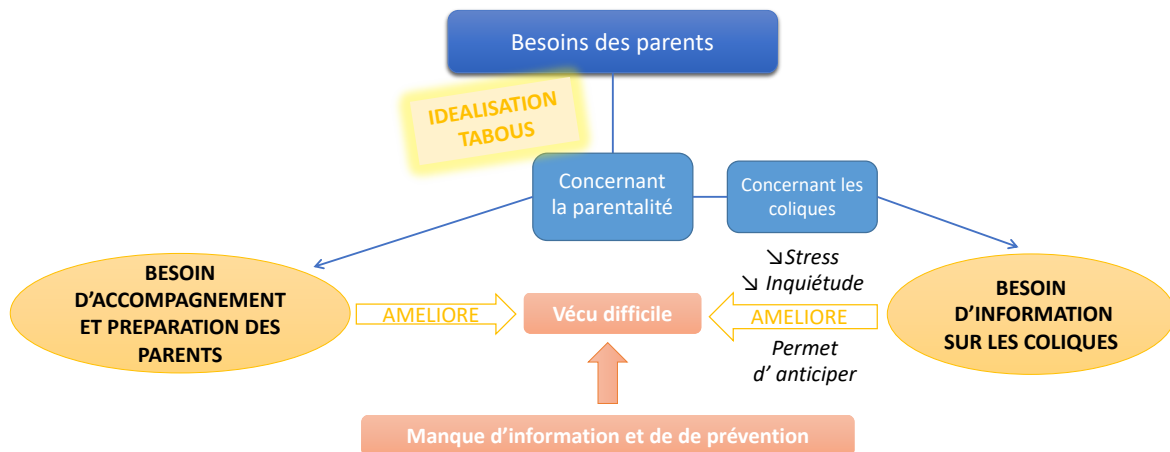 Besoins des parents
IDEALISATION
TABOUS
Concernant
la parentalité
Concernant les
coliques
BESOIN
D’ACCOMPAGNEMENT
ET PREPARATION DES
PARENTS
AMELIORE
Vécu difficile
↘Stress
↘ Inquiétude
AMELIORE
Permet
d’ anticiper
BESOIN
D’INFORMATION
SUR LES COLIQUES
Manque d’information et de de prévention